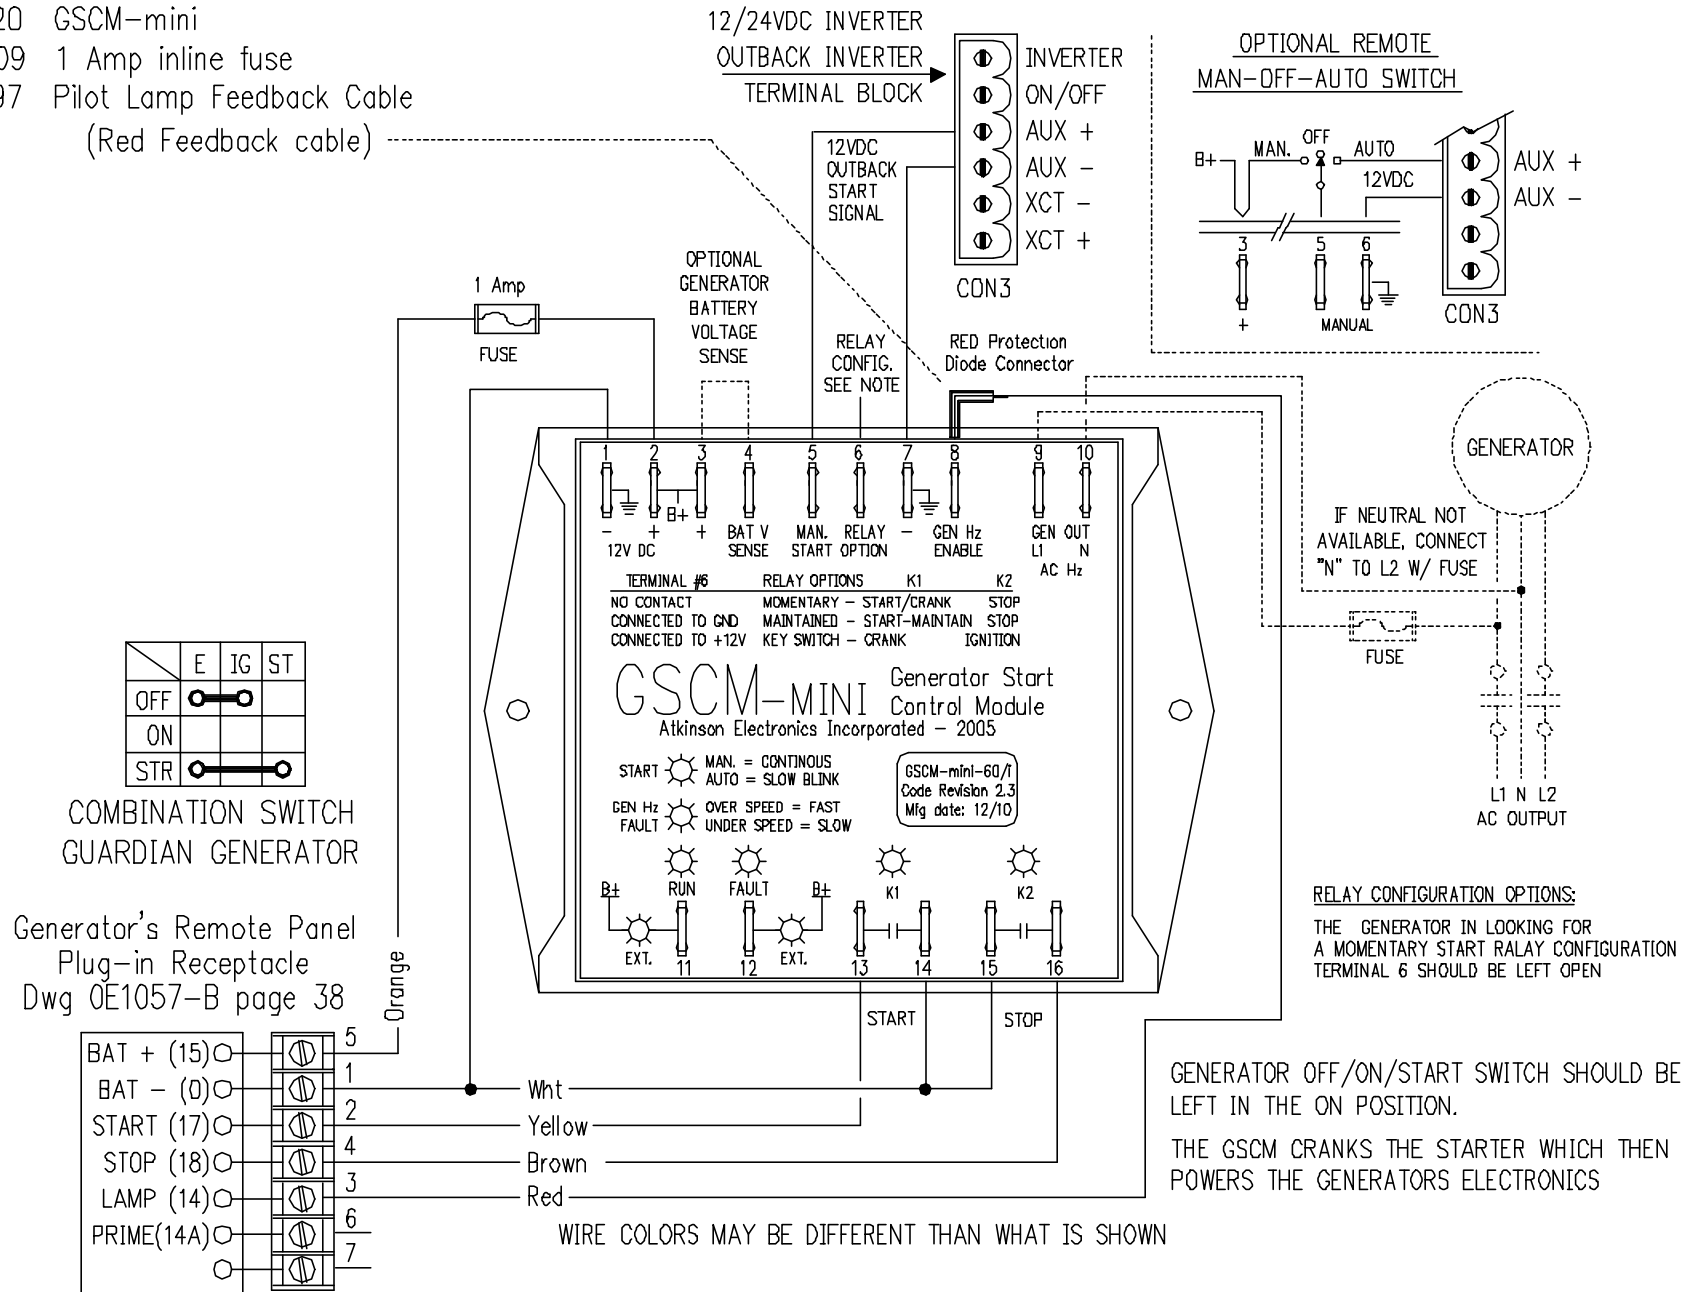 20 GSCM-mini
09 1 Amp inline fuse
97 Pilot Lamp Feedback Cable
(Red Feedback cable)
12/24VDC INVERTER
OUTBACK INVERTER
TERMINAL BLOCK
INVERTER
ON/OFF
AUX +
AUX -
XCT -
XCT +
CON3
12VDC
OUTBACK
START
SIGNAL
OPTIONAL REMOTE
MAN-OFF-AUTO SWITCH
OFF
B+
MAN.
AUTO
12VDC
AUX +
AUX -
3 5 6
+
MANUAL
CON3
1 Amp
FUSE
OPTIONAL
GENERATOR
BATTERY
VOLTAGE
SENSE
RELAY
CONFIG.
SEE NOTE
RED Protection
Diode Connector
GENERATOR
IF NEUTRAL NOT
AVAILABLE, CONNECT
"N" TO L2 W/ FUSE
FUSE
L1 N L2
AC OUTPUT
1 2 3 4 5 6 7 8 9 10
B+
- + + BAT V MAN. RELAY - GEN Hz GEN OUT
12V DC SENSE START OPTION ENABLE L1 N
AC Hz
TERMINAL #6 RELAY OPTIONS K1 K2
NO CONTACT MOMENTARY - START/CRANK STOP
CONNECTED TO GND MAINTAINED - START-MAINTAIN STOP
CONNECTED TO +12V KEY SWITCH - CRANK IGNITION
GSCM-MINI
Generator Start
Control Module
Atkinson Electronics Incorporated - 2005
START
MAN. = CONTINOUS
AUTO = SLOW BLINK
GEN Hz
FAULT
OVER SPEED = FAST
UNDER SPEED = SLOW
GSCM-mini-60/i
Code Revision 2.3
Mfg date: 12/10
B+ RUN FAULT B+ K1 K2
EXT. EXT.
11 12 13 14 15 16
START
STOP
E IG ST
OFF
ON
STR
COMBINATION SWITCH
GUARDIAN GENERATOR
Generator's Remote Panel
Plug-in Receptacle
Dwg 0E1057-B page 38
Orange
BAT + (15) 5
BAT - (0) 1 Wht
START (17) 2 Yellow
STOP (18) 4 Brown
LAMP (14) 3 Red
PRIME(14A) 6
7
WIRE COLORS MAY BE DIFFERENT THAN WHAT IS SHOWN
RELAY CONFIGURATION OPTIONS:
THE GENERATOR IN LOOKING FOR
A MOMENTARY START RALAY CONFIGURATION
TERMINAL 6 SHOULD BE LEFT OPEN
GENERATOR OFF/ON/START SWITCH SHOULD BE
LEFT IN THE ON POSITION.
THE GSCM CRANKS THE STARTER WHICH THEN
POWERS THE GENERATORS ELECTRONICS